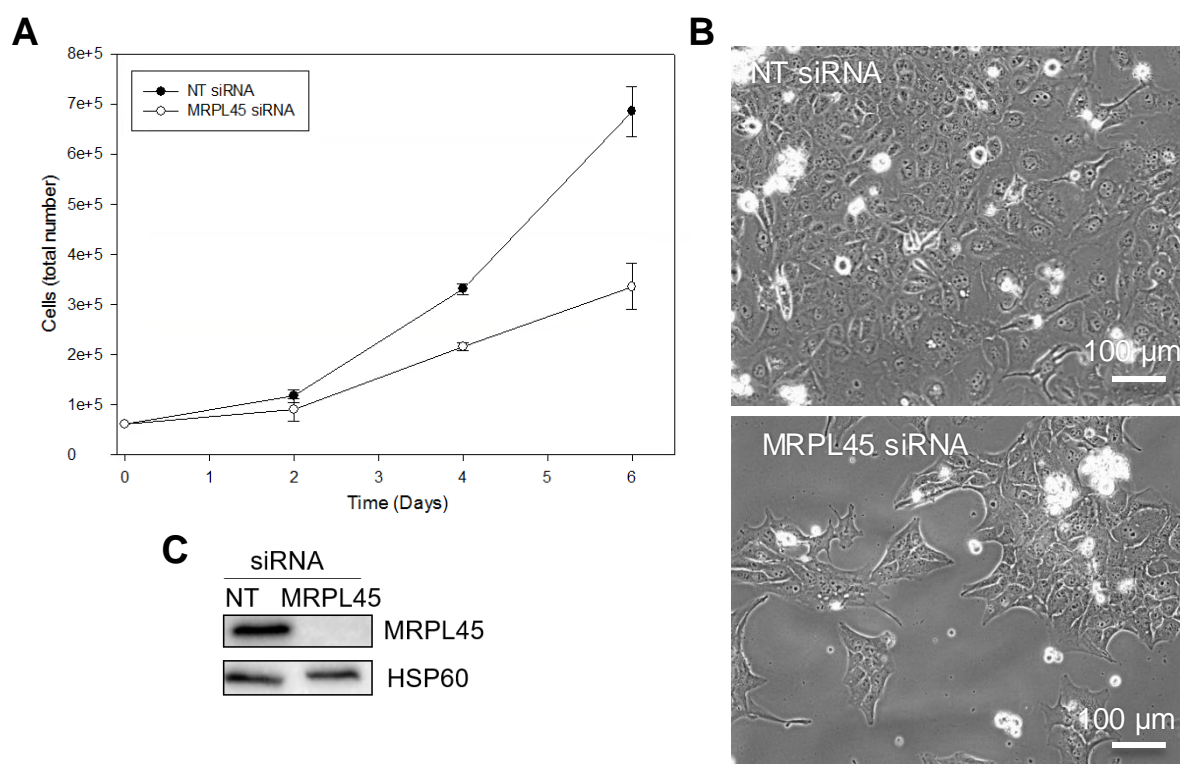 A
8e+5
7e+5
6e+5
5e+5
4e+5
3e+5
2e+5
1e+5
0
Cells (total number)
NT siRNA
MRPL45 siRNA
0 1 2 3 4 5 6
Time (Days)
B
NT siRNA
100 µm
MRPL45 siRNA
100 µm
C
siRNA
NT MRPL45
MRPL45
HSP60